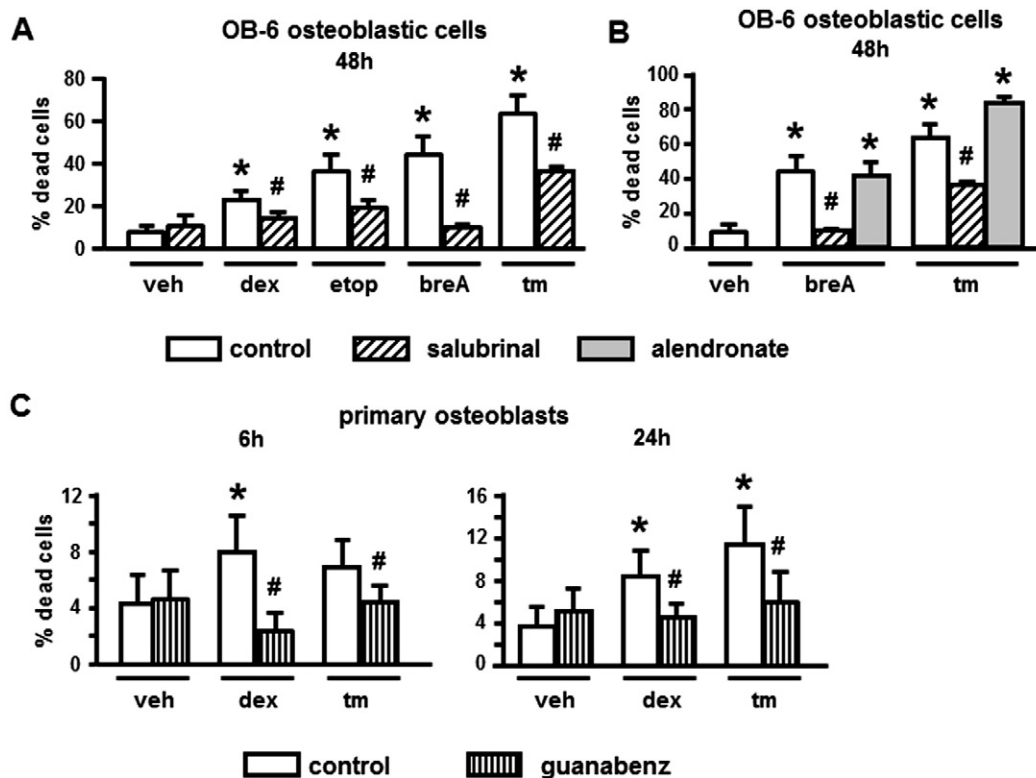 A
OB-6 osteoblastic cells
48h
% dead cells
80
60
40
20
0
* * * *
# # # #
veh dex etop breA tm
B
OB-6 osteoblastic cells
48h
% dead cells
100
80
60
40
20
0
* * * *
# #
veh breA tm
control salubrinal alendronate
C
primary osteoblasts
6h
% dead cells
12
8
4
0
*
# #
veh dex tm
24h
16
12
8
4
0
* *
# #
veh dex tm
control guanabenz